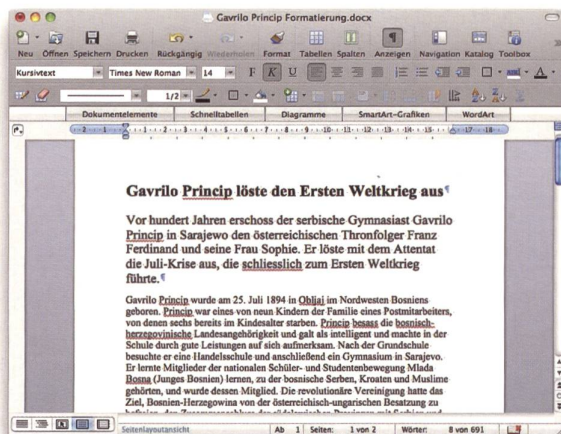 Gavrilo Princip Formatierung.docx
Neu Öffnen Speichern Drucken Rückgängig Wiederholen Format Tabellen Spalten Anzeigen Navigation Katalog Toolbox
Kursivtext Times New Roman 14 F K U
1/2
Dokumentelemente Schnelltabellen Diagramme SmartArt-Grafiken WordArt
Gavrilo Princip löste den Ersten Weltkrieg aus¶
Vor hundert Jahren erschoss der serbische Gymnasiast Gavrilo
Princip in Sarajewo den österreichischen Thronfolger Franz
Ferdinand und seine Frau Sophie. Er löste mit dem Attentat
die Juli-Krise aus, die schliesslich zum Ersten Weltkrieg
führte.¶
Gavrilo Princip wurde am 25. Juli 1894 in Obljaj im Nordwesten Bosniens
geboren. Princip war eines von neun Kindern der Familie eines Postmitarbeiters,
von denen sechs bereits im Kindesalter starben. Princip besass die bosnisch-
herzegovinische Landesangehörigkeit und galt als intelligent und machte in der
Schule durch gute Leistungen auf sich aufmerksam. Nach der Grundschule
besuchte er eine Handelsschule und anschließend ein Gymnasium in Sarajevo.
Er lernte Mitglieder der nationalen Schüler- und Studentenbewegung Mlada
Bosna (Junges Bosnien) lernen, zu der bosnische Serben, Kroaten und Muslime
gehörten, und wurde dessen Mitglied. Die revolutionäre Vereinigung hatte das
Ziel, Bosnien-Herzegowina von der österreichisch-ungarischen Besatzung zu
Seitenlayoutansicht Ab 1 Seiten: 1 von 2 Wörter: 8 von 691